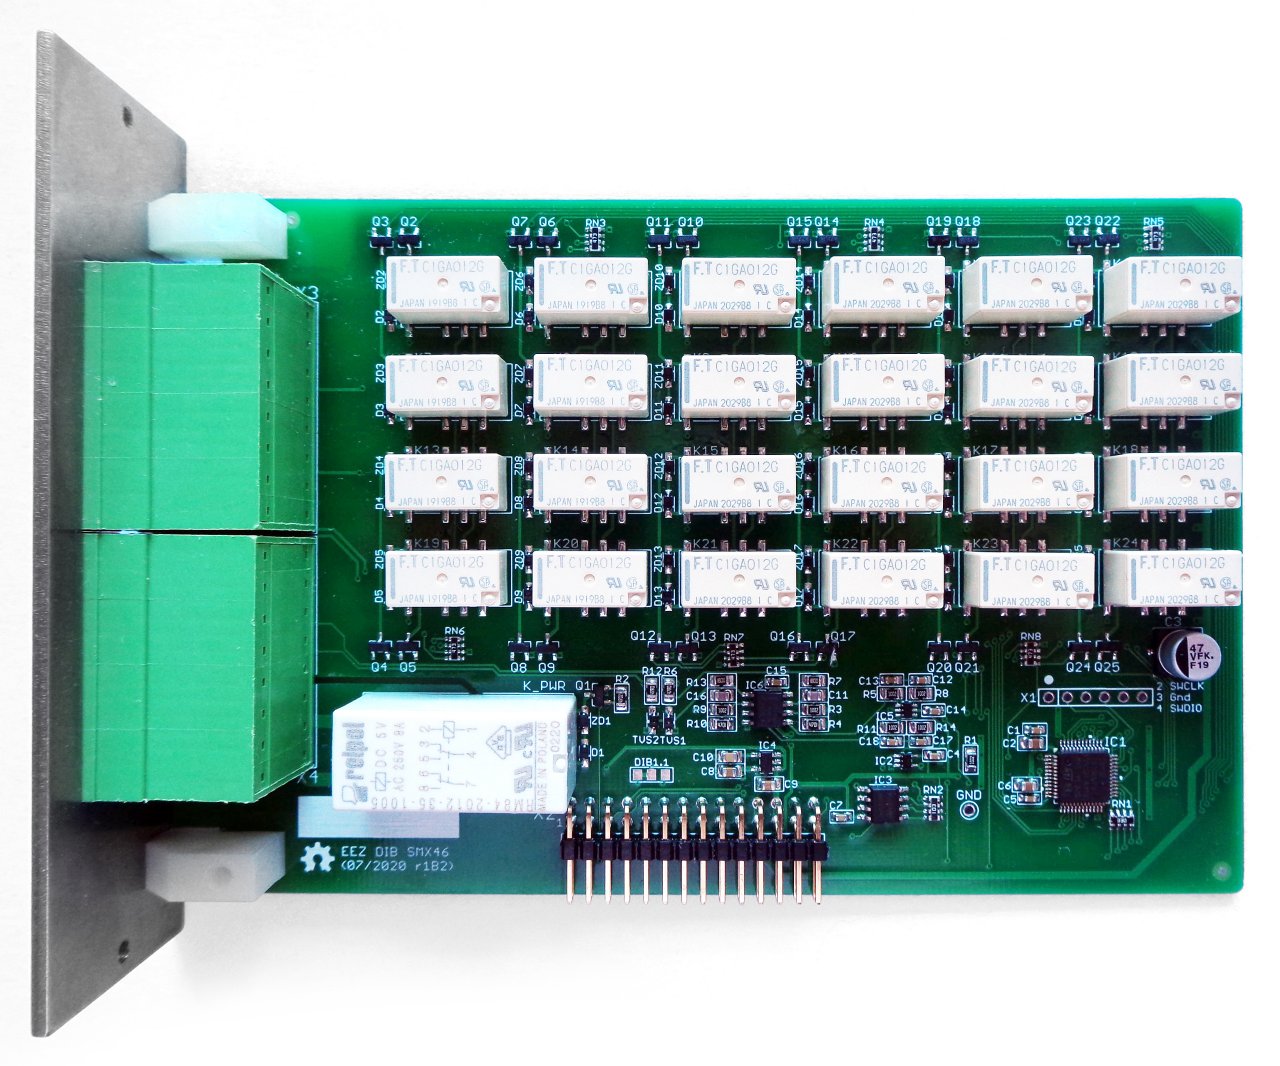 Q3 Q2 Q7 Q6 RN3 Q11 Q10 Q15 Q14 RN4 Q19 Q18 Q23 Q22 RN5
X3
ZD2 ZD6 ZD10
F.T C1GA012G F.T C1GA012G F.T C1GA012G F.T C1GA012G F.T C1GA012G F.T C1GA012G
D2 D6 D10
JAPAN 1919B8 1 C JAPAN 1919B8 1 C JAPAN 2029B8 1 C JAPAN 2029B8 1 C JAPAN 2029B8 1 C JAPAN 2029B8 1 C
ZD3 ZD7 ZD11
F.T C1GA012G F.T C1GA012G F.T C1GA012G F.T C1GA012G F.T C1GA012G F.T C1GA012G
D3 D7 D11 D15
JAPAN 1919B8 1 C JAPAN 1919B8 1 C JAPAN 2029B8 1 C JAPAN 2029B8 1 C JAPAN 2029B8 1 C JAPAN 2029B8 1 C
K13 K14 K15 K16 K17 K18
ZD4 ZD8 ZD12
F.T C1GA012G F.T C1GA012G F.T C1GA012G F.T C1GA012G F.T C1GA012G F.T C1GA012G
D4 D8 D12
JAPAN 1919B8 1 C JAPAN 1919B8 1 C JAPAN 2029B8 1 C JAPAN 2029B8 1 C JAPAN 2029B8 1 C JAPAN 2029B8 1 C
K19 K20 K21 K22 K23 K24
ZD5 ZD9 ZD13
F.T C1GA012G F.T C1GA012G F.T C1GA012G F.T C1GA012G F.T C1GA012G F.T C1GA012G
D5 D9 D13
JAPAN 1919B8 1 C JAPAN 1919B8 1 C JAPAN 2029B8 1 C JAPAN 2029B8 1 C JAPAN 2029B8 1 C JAPAN 2029B8 1 C
Q4 Q5 RN6 Q8 Q9 Q12 Q13 RN7 Q16 Q17 Q20 Q21 RN8 Q24 Q25
C3
47
VFK.
F19
K_PWR Q1 R2 R12 R6
R13 IC6 C15 R7
C16 C11
R9 R3
R10 R4
C13 C12
R5 R8
IC5 C14
R11 R14
C16 C17
IC2 C4
R1
X1
2 SWCLK
3 Gnd
4 SWDIO
ZD1
D1
TVS2 TVS1
DIB1.1
C10 IC4
C8 C9
IC3
C7 RN2
GND
C1
C2
IC1
C6
C5
RN1
relpol
DC 5V
AC 250V 8A
RM84-2012-35-1005
MADE IN POLAND
0220
X4
X2
EEZ DIB SMX46
(07/2020 r1B2)